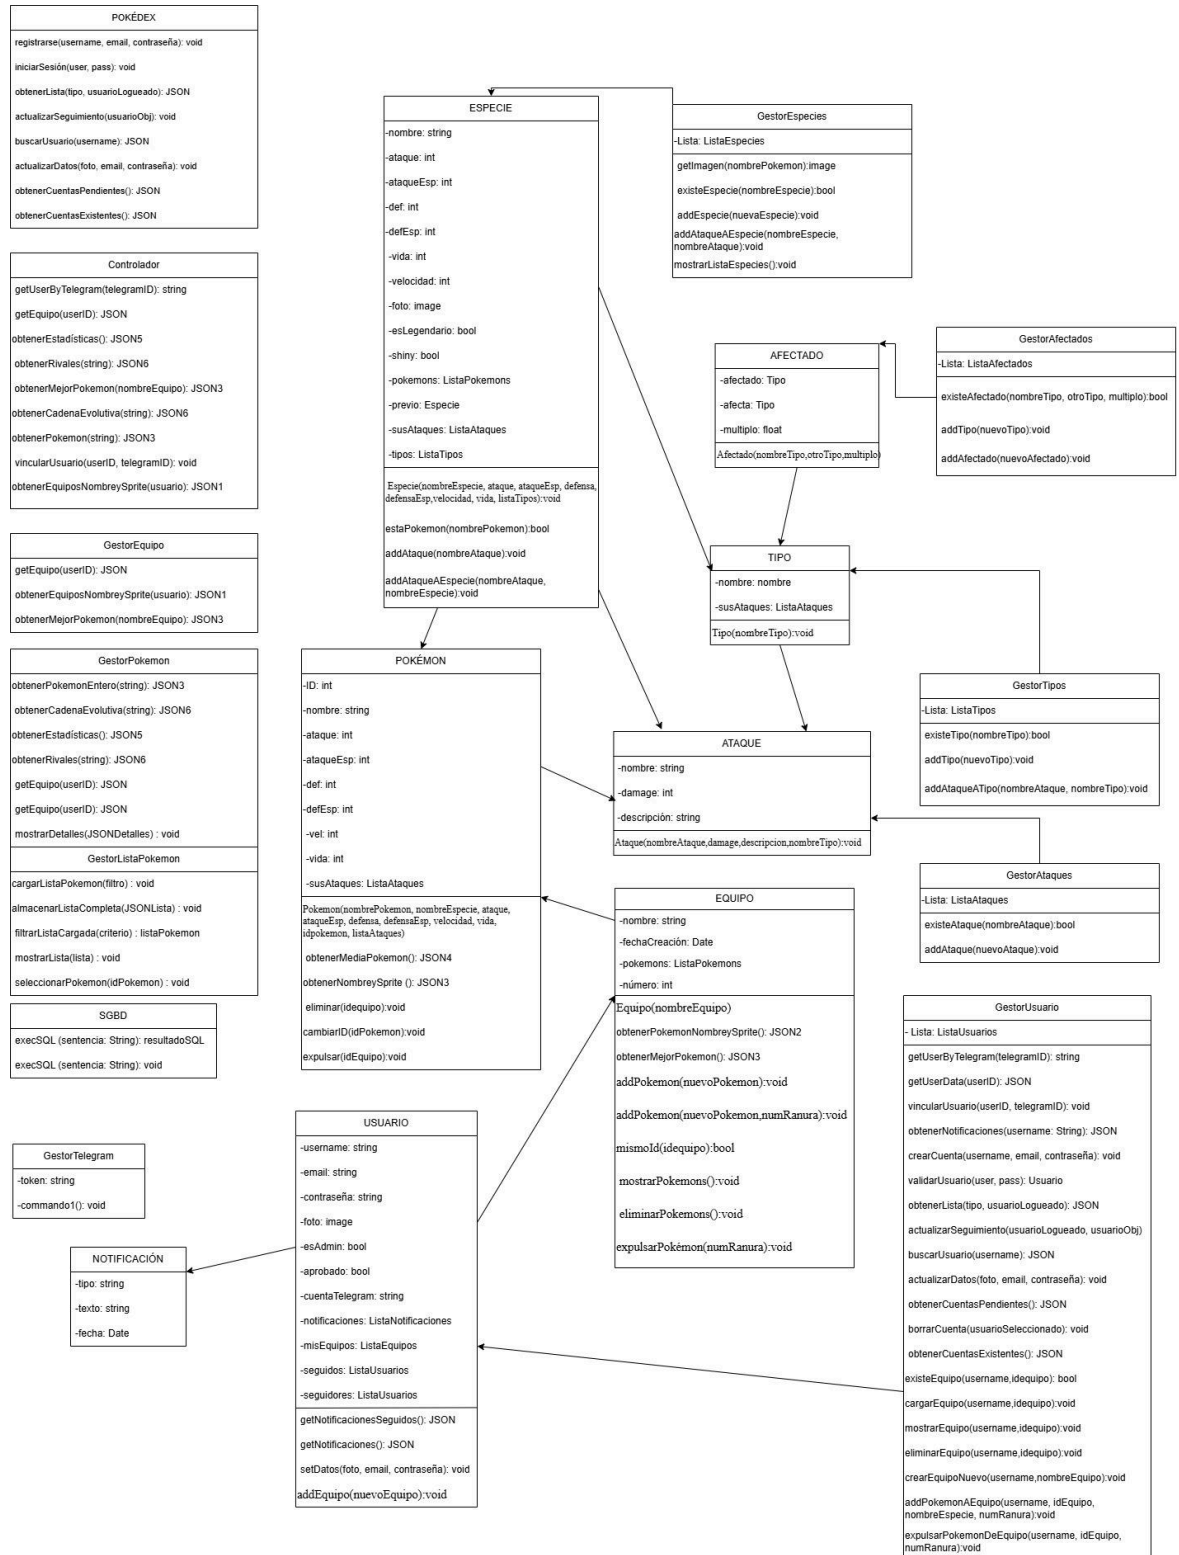 POKÉDEX
registrarse(username, email, contraseña): void
iniciarSesión(user, pass): void
obtenerLista(tipo, usuarioLogueado): JSON
actualizarSeguimiento(usuarioObj): void
buscarUsuario(username): JSON
actualizarDatos(foto, email, contraseña): void
obtenerCuentasPendientes(): JSON
obtenerCuentasExistentes(): JSON
Controlador
getUserByTelegram(telegramID): string
getEquipo(userID): JSON
obtenerEstadísticas(): JSON5
obtenerRivales(string): JSON6
obtenerMejorPokemon(nombreEquipo): JSON3
obtenerCadenaEvolutiva(string): JSON6
obtenerPokemon(string): JSON3
vincularUsuario(userID, telegramID): void
obtenerEquiposNombreySprite(usuario): JSON1
GestorEquipo
getEquipo(userID): JSON
obtenerEquiposNombreySprite(usuario): JSON1
obtenerMejorPokemon(nombreEquipo): JSON3
GestorPokemon
obtenerPokemonEntero(string): JSON3
obtenerCadenaEvolutiva(string): JSON6
obtenerEstadísticas(): JSON5
obtenerRivales(string): JSON6
getEquipo(userID): JSON
getEquipo(userID): JSON
mostrarDetalles(JSONDetalles) : void
GestorListaPokemon
cargarListaPokemon(filtro) : void
almacenarListaCompleta(JSONLista) : void
filtrarListaCargada(criterio) : listaPokemon
mostrarLista(lista) : void
seleccionarPokemon(idPokemon) : void
SGBD
execSQL (sentencia: String): resultadoSQL
execSQL (sentencia: String): void
GestorTelegram
-token: string
-commando1(): void
NOTIFICACIÓN
-tipo: string
-texto: string
-fecha: Date
ESPECIE
-nombre: string
-ataque: int
-ataqueEsp: int
-def: int
-defEsp: int
-vida: int
-velocidad: int
-foto: image
-esLegendario: bool
-shiny: bool
-pokemons: ListaPokemons
-previo: Especie
-susAtaques: ListaAtaques
-tipos: ListaTipos
Especie(nombreEspecie, ataque, ataqueEsp, defensa,
defensaEsp,velocidad, vida, listaTipos):void
estaPokemon(nombrePokemon):bool
addAtaque(nombreAtaque):void
addAtaqueAEspecie(nombreAtaque,
nombreEspecie):void
POKÉMON
-ID: int
-nombre: string
-ataque: int
-ataqueEsp: int
-def: int
-defEsp: int
-vel: int
-vida: int
-susAtaques: ListaAtaques
Pokemon(nombrePokemon, nombreEspecie, ataque,
ataqueEsp, defensa, defensaEsp, velocidad, vida,
idpokemon, listaAtaques)
obtenerMediaPokemon(): JSON4
obtenerNombreySprite (): JSON3
eliminar(idequipo):void
cambiarID(idPokemon):void
expulsar(idEquipo):void
USUARIO
-username: string
-email: string
-contraseña: string
-foto: image
-esAdmin: bool
-aprobado: bool
-cuentaTelegram: string
-notificaciones: ListaNotificaciones
-misEquipos: ListaEquipos
-seguidos: ListaUsuarios
-seguidores: ListaUsuarios
getNotificacionesSeguidos(): JSON
getNotificaciones(): JSON
setDatos(foto, email, contraseña): void
addEquipo(nuevoEquipo):void
GestorEspecies
-Lista: ListaEspecies
getImagen(nombrePokemon):image
existeEspecie(nombreEspecie):bool
addEspecie(nuevaEspecie):void
addAtaqueAEspecie(nombreEspecie,
nombreAtaque):void
mostrarListaEspecies():void
AFECTADO
-afectado: Tipo
-afecta: Tipo
-multiplo: float
Afectado(nombreTipo,otroTipo,multiplo)
GestorAfectados
-Lista: ListaAfectados
existeAfectado(nombreTipo, otroTipo, multiplo):bool
addTipo(nuevoTipo):void
addAfectado(nuevoAfectado):void
TIPO
-nombre: nombre
-susAtaques: ListaAtaques
Tipo(nombreTipo):void
GestorTipos
-Lista: ListaTipos
existeTipo(nombreTipo):bool
addTipo(nuevoTipo):void
addAtaqueATipo(nombreAtaque, nombreTipo):void
ATAQUE
-nombre: string
-damage: int
-descripción: string
Ataque(nombreAtaque,damage,descripcion,nombreTipo):void
GestorAtaques
-Lista: ListaAtaques
existeAtaque(nombreAtaque):bool
addAtaque(nuevoAtaque):void
EQUIPO
-nombre: string
-fechaCreación: Date
-pokemons: ListaPokemons
-número: int
Equipo(nombreEquipo)
obtenerPokemonNombreySprite(): JSON2
obtenerMejorPokemon(): JSON3
addPokemon(nuevoPokemon):void
addPokemon(nuevoPokemon,numRanura):void
mismoId(idequipo):bool
mostrarPokemons():void
eliminarPokemons():void
expulsarPokémon(numRanura):void
GestorUsuario
- Lista: ListaUsuarios
getUserByTelegram(telegramID): string
getUserData(userID): JSON
vincularUsuario(userID, telegramID): void
obtenerNotificaciones(username: String): JSON
crearCuenta(username, email, contraseña): void
validarUsuario(user, pass): Usuario
obtenerLista(tipo, usuarioLogueado): JSON
actualizarSeguimiento(usuarioLogueado, usuarioObj)
buscarUsuario(username): JSON
actualizarDatos(foto, email, contraseña): void
obtenerCuentasPendientes(): JSON
borrarCuenta(usuarioSeleccionado): void
obtenerCuentasExistentes(): JSON
existeEquipo(username,idequipo): bool
cargarEquipo(username,idequipo):void
mostrarEquipo(username,idequipo):void
eliminarEquipo(username,idequipo):void
crearEquipoNuevo(username,nombreEquipo):void
addPokemonAEquipo(username, idEquipo,
nombreEspecie, numRanura):void
expulsarPokemonDeEquipo(username, idEquipo,
numRanura):void